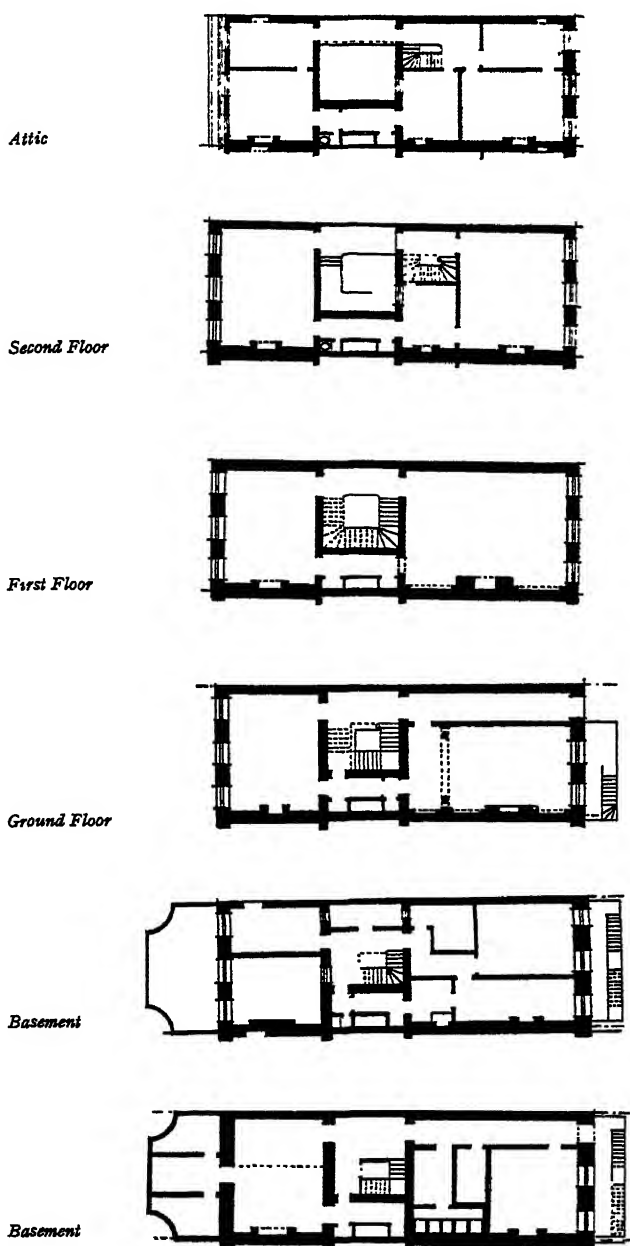 Attic
Second Floor
First Floor
Ground Floor
Basement
Basement